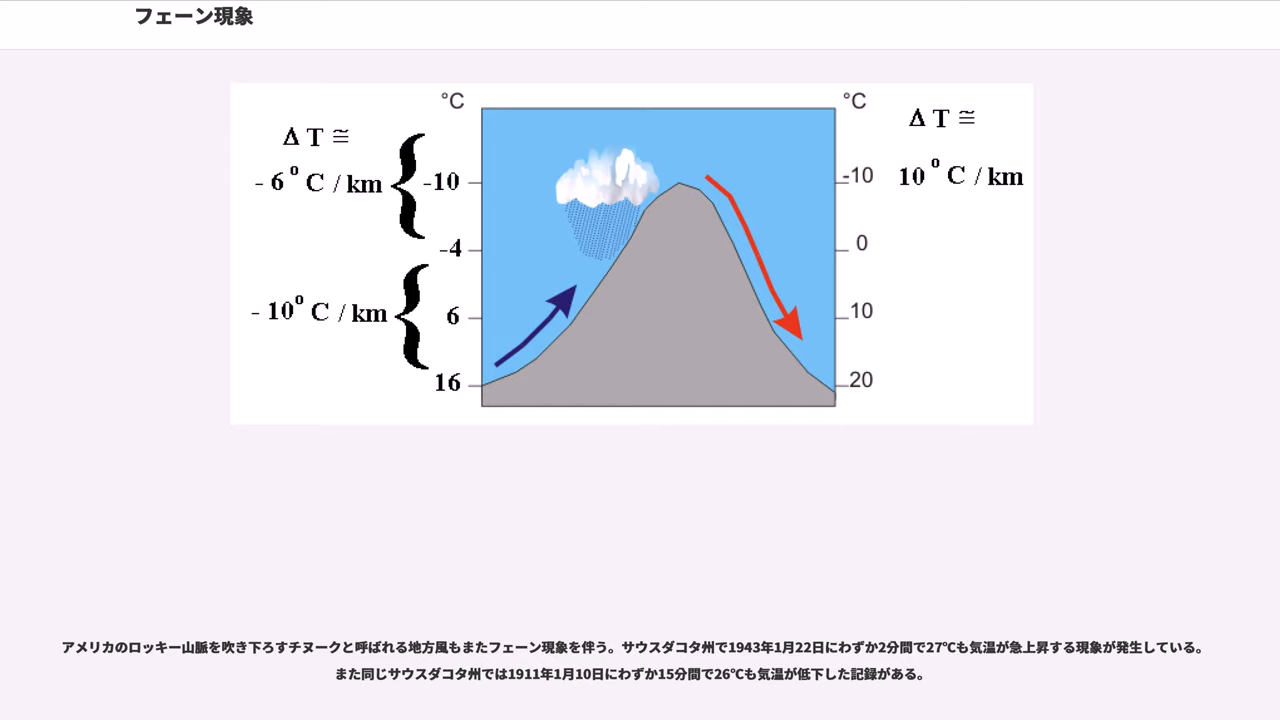 フェーン現象
°C
°C
Δ T ≅
Δ T ≅
- 6 o C / km
-10
-10
10 o C / km
-4
0
- 10o C / km
6
10
16
20
アメリカのロッキー山脈を吹き下ろすチヌークと呼ばれる地方風もまたフェーン現象を伴う。サウスダコタ州で1943年1月22日にわずか2分間で27℃も気温が急上昇する現象が発生している。
また同じサウスダコタ州では1911年1月10日にわずか15分間で26℃も気温が低下した記録がある。